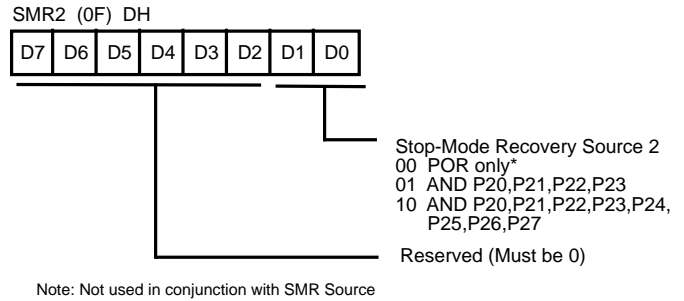 SMR2 (0F) DH
D7 D6 D5 D4 D3 D2 D1 D0
Stop-Mode Recovery Source 2
00 POR only*
01 AND P20,P21,P22,P23
10 AND P20,P21,P22,P23,P24,
P25,P26,P27
Reserved (Must be 0)
Note: Not used in conjunction with SMR Source